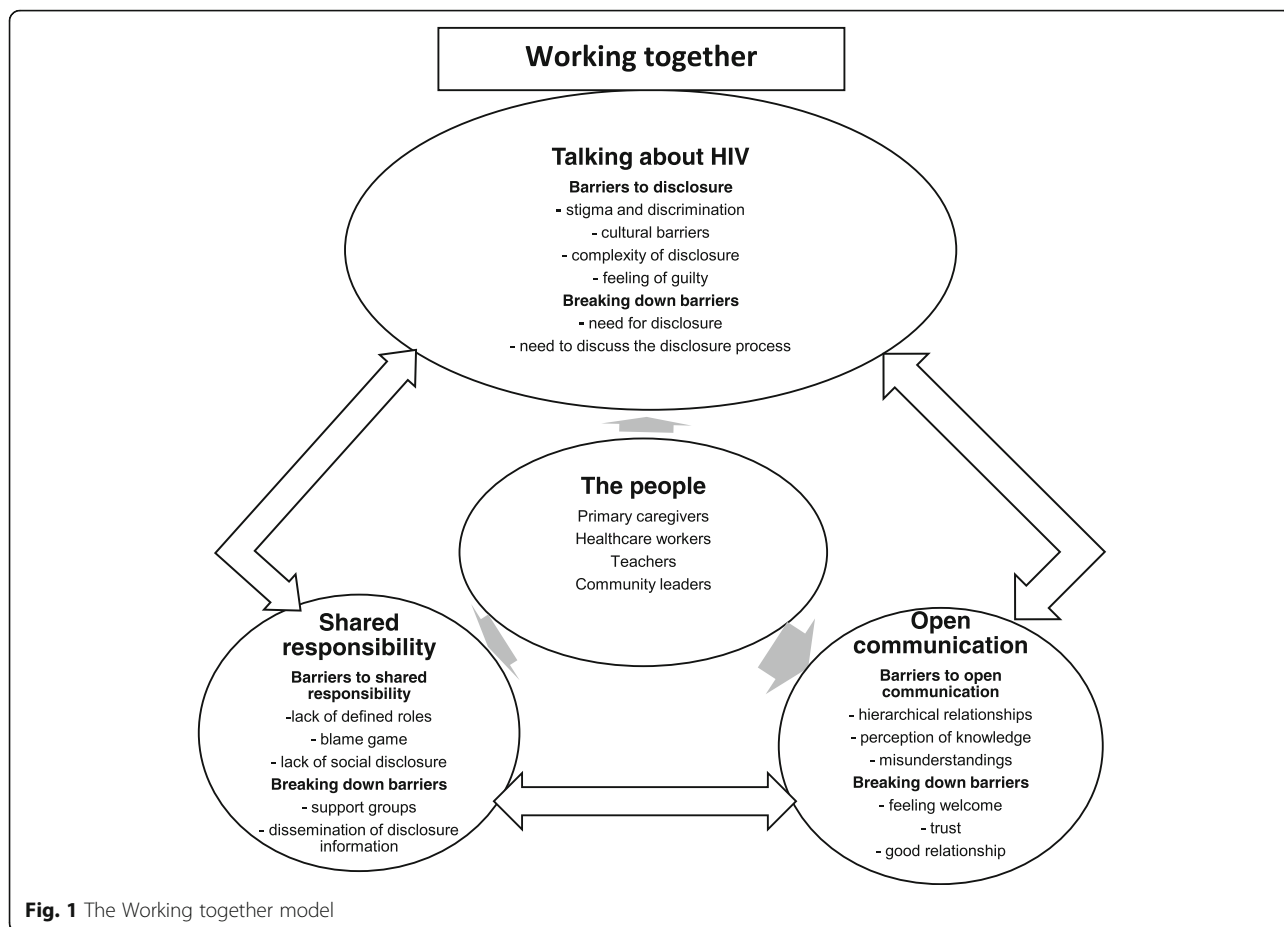 Working together
Talking about HIV
Barriers to disclosure
- stigma and discrimination
- cultural barriers
- complexity of disclosure
- feeling of guilty
Breaking down barriers
- need for disclosure
- need to discuss the disclosure process
The people
Primary caregivers
Healthcare workers
Teachers
Community leaders
Shared
responsibility
Barriers to shared
responsibility
-lack of defined roles
- blame game
- lack of social disclosure
Breaking down barriers
- support groups
- dissemination of disclosure
information
Open
communication
Barriers to open
communication
- hierarchical relationships
- perception of knowledge
- misunderstandings
Breaking down barriers
- feeling welcome
- trust
- good relationship
Fig. 1 The Working together model